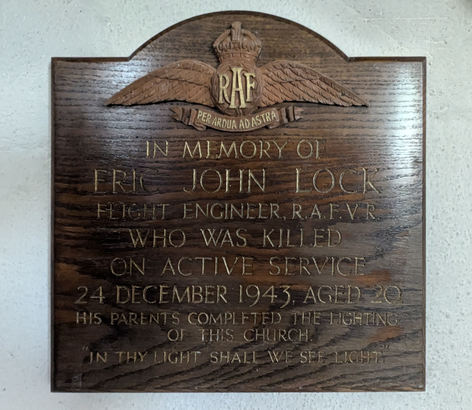 RAF
PER ARDUA AD ASTRA
IN MEMORY OF
ERIC JOHN LOCK
FLIGHT ENGINEER, R.A.F.V.R.
WHO WAS KILLED
ON ACTIVE SERVICE
24 DECEMBER 1943, AGED 20.
HIS PARENTS COMPLETED THE LIGHTING
OF THIS CHURCH.
"IN THY LIGHT SHALL WE SEE LIGHT."